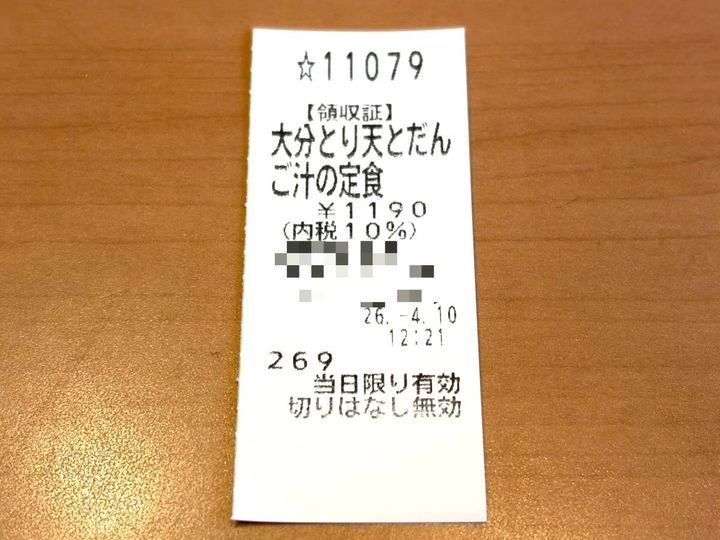 ☆11079
【領収証】
大分とり天とだん
ご汁の定食
¥1190
(内税10%)
26.-4.10
12:21
269
当日限り有効
切りはなし無効